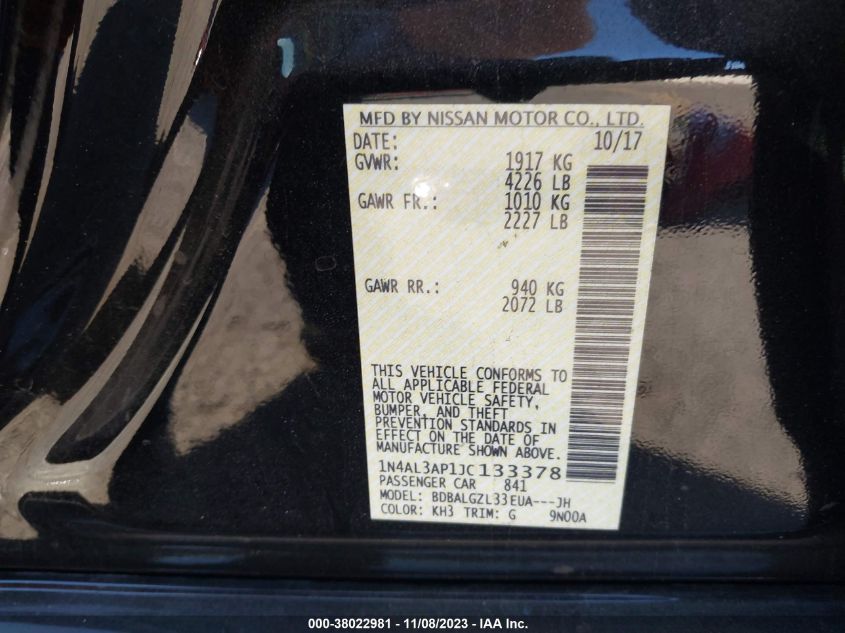 MFD BY NISSAN MOTOR CO., LTD.
DATE: 10/17
GVWR: 1917 KG
4226 LB
GAWR FR.: 1010 KG
2227 LB
GAWR RR.: 940 KG
2072 LB
THIS VEHICLE CONFORMS TO
ALL APPLICABLE FEDERAL
MOTOR VEHICLE SAFETY,
BUMPER, AND THEFT
PREVENTION STANDARDS IN
EFFECT ON THE DATE OF
MANUFACTURE SHOWN ABOVE.
1N4AL3AP1JC133378
PASSENGER CAR 841
MODEL: BDBALGZL33EUA---JH
COLOR: KH3 TRIM: G 9N00A
000-38022981 - 11/08/2023 - IAA Inc.